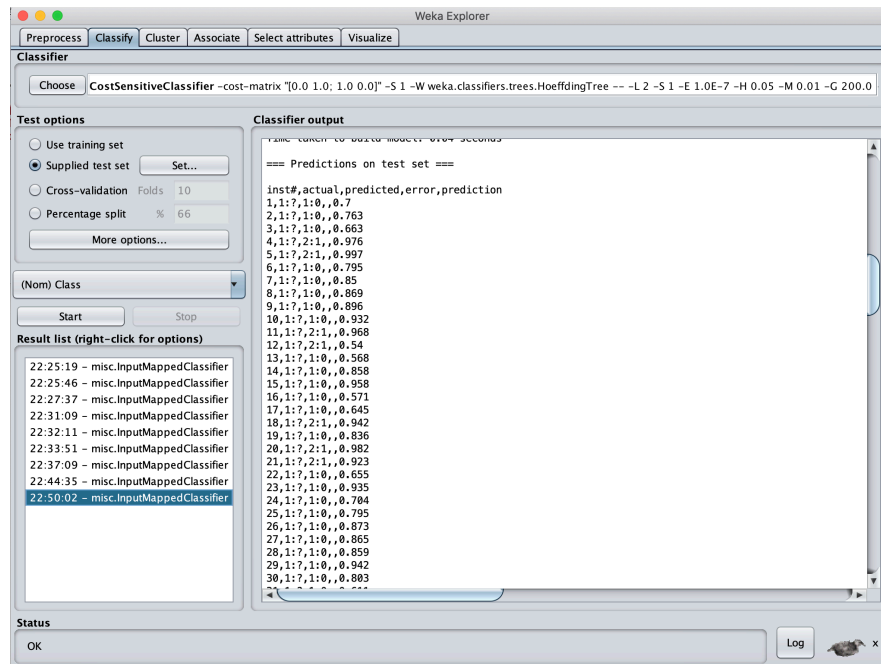 Weka Explorer
Preprocess Classify Cluster Associate Select attributes Visualize
Classifier
Choose CostSensitiveClassifier -cost-matrix "[0.0 1.0; 1.0 0.0]" -S 1 -W weka.classifiers.trees.HoeffdingTree -- -L 2 -S 1 -E 1.0E-7 -H 0.05 -M 0.01 -G 200.0
Test options
Use training set
Supplied test set Set...
Cross-validation Folds 10
Percentage split % 66
More options...
(Nom) Class
Start Stop
Result list (right-click for options)
22:25:19 - misc.InputMappedClassifier
22:25:46 - misc.InputMappedClassifier
22:27:37 - misc.InputMappedClassifier
22:31:09 - misc.InputMappedClassifier
22:32:11 - misc.InputMappedClassifier
22:33:51 - misc.InputMappedClassifier
22:37:09 - misc.InputMappedClassifier
22:44:35 - misc.InputMappedClassifier
22:50:02 - misc.InputMappedClassifier
Classifier output
Time taken to build model: 0.04 seconds
=== Predictions on test set ===
inst#,actual,predicted,error,prediction
1,1:?,1:0,,0.7
2,1:?,1:0,,0.763
3,1:?,1:0,,0.663
4,1:?,2:1,,0.976
5,1:?,2:1,,0.997
6,1:?,1:0,,0.795
7,1:?,1:0,,0.85
8,1:?,1:0,,0.869
9,1:?,1:0,,0.896
10,1:?,1:0,,0.932
11,1:?,2:1,,0.968
12,1:?,2:1,,0.54
13,1:?,1:0,,0.568
14,1:?,1:0,,0.858
15,1:?,1:0,,0.958
16,1:?,1:0,,0.571
17,1:?,1:0,,0.645
18,1:?,2:1,,0.942
19,1:?,1:0,,0.836
20,1:?,2:1,,0.982
21,1:?,2:1,,0.923
22,1:?,1:0,,0.655
23,1:?,1:0,,0.935
24,1:?,1:0,,0.704
25,1:?,1:0,,0.795
26,1:?,1:0,,0.873
27,1:?,1:0,,0.865
28,1:?,1:0,,0.859
29,1:?,1:0,,0.942
30,1:?,1:0,,0.803
Status
OK
Log
x